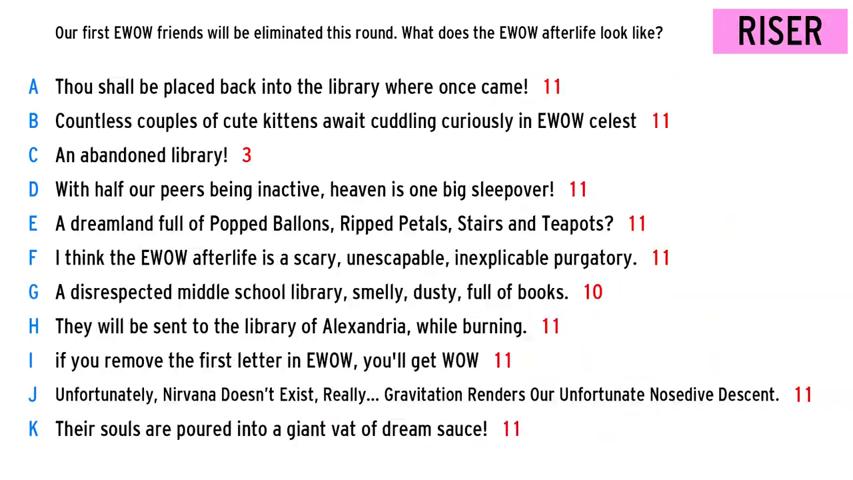 Our first EWOW friends will be eliminated this round. What does the EWOW afterlife look like?
RISER
A Thou shall be placed back into the library where once came! 11
B Countless couples of cute kittens await cuddling curiously in EWOW celest 11
C An abandoned library! 3
D With half our peers being inactive, heaven is one big sleepover! 11
E A dreamland full of Popped Ballons, Ripped Petals, Stairs and Teapots? 11
F I think the EWOW afterlife is a scary, unescapable, inexplicable purgatory. 11
G A disrespected middle school library, smelly, dusty, full of books. 10
H They will be sent to the library of Alexandria, while burning. 11
I if you remove the first letter in EWOW, you'll get WOW 11
J Unfortunately, Nirvana Doesn't Exist, Really... Gravitation Renders Our Unfortunate Nosedive Descent. 11
K Their souls are poured into a giant vat of dream sauce! 11